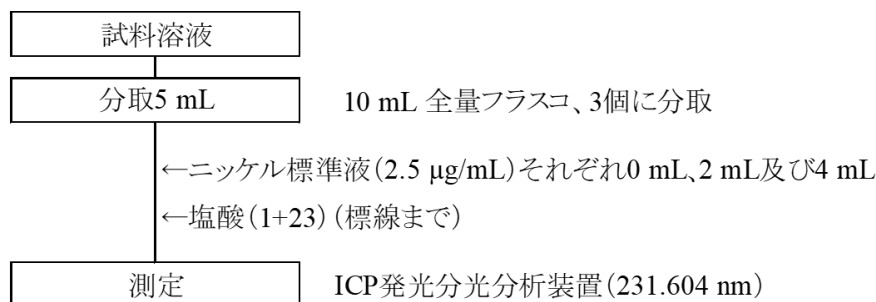 試料溶液
分取5 mL 10 mL 全量フラスコ、3個に分取
←ニッケル標準液(2.5 μg/mL)それぞれ0 mL、2 mL及び4 mL
←塩酸(1+23) (標線まで)
測定 ICP発光分光分析装置(231.604 nm)